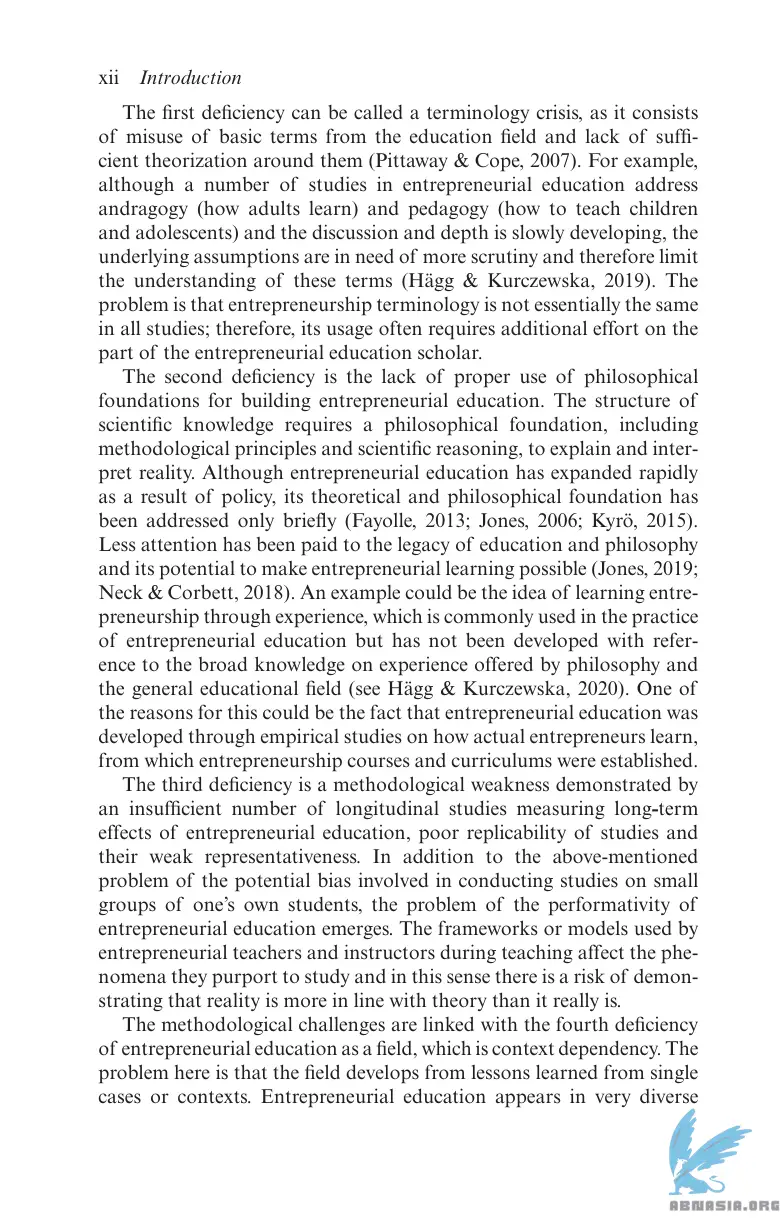 xii Introduction
The first deficiency can be called a terminology crisis, as it consists
of misuse of basic terms from the education field and lack of suffi-
cient theorization around them (Pittaway & Cope, 2007). For example,
although a number of studies in entrepreneurial education address
andragogy (how adults learn) and pedagogy (how to teach children
and adolescents) and the discussion and depth is slowly developing, the
underlying assumptions are in need of more scrutiny and therefore limit
the understanding of these terms (Hägg & Kurczewska, 2019). The
problem is that entrepreneurship terminology is not essentially the same
in all studies; therefore, its usage often requires additional effort on the
part of the entrepreneurial education scholar.
The second deficiency is the lack of proper use of philosophical
foundations for building entrepreneurial education. The structure of
scientific knowledge requires a philosophical foundation, including
methodological principles and scientific reasoning, to explain and inter-
pret reality. Although entrepreneurial education has expanded rapidly
as a result of policy, its theoretical and philosophical foundation has
been addressed only briefly (Fayolle, 2013; Jones, 2006; Kyrö, 2015).
Less attention has been paid to the legacy of education and philosophy
and its potential to make entrepreneurial learning possible (Jones, 2019;
Neck & Corbett, 2018). An example could be the idea of learning entre-
preneurship through experience, which is commonly used in the practice
of entrepreneurial education but has not been developed with refer-
ence to the broad knowledge on experience offered by philosophy and
the general educational field (see Hägg & Kurczewska, 2020). One of
the reasons for this could be the fact that entrepreneurial education was
developed through empirical studies on how actual entrepreneurs learn,
from which entrepreneurship courses and curriculums were established.
The third deficiency is a methodological weakness demonstrated by
an insufficient number of longitudinal studies measuring long-term
effects of entrepreneurial education, poor replicability of studies and
their weak representativeness. In addition to the above-mentioned
problem of the potential bias involved in conducting studies on small
groups of one's own students, the problem of the performativity of
entrepreneurial education emerges. The frameworks or models used by
entrepreneurial teachers and instructors during teaching affect the phe-
nomena they purport to study and in this sense there is a risk of demon-
strating that reality is more in line with theory than it really is.
The methodological challenges are linked with the fourth deficiency
of entrepreneurial education as a field, which is context dependency. The
problem here is that the field develops from lessons learned from single
cases or contexts. Entrepreneurial education appears in very diverse
ABNASIA.ORG